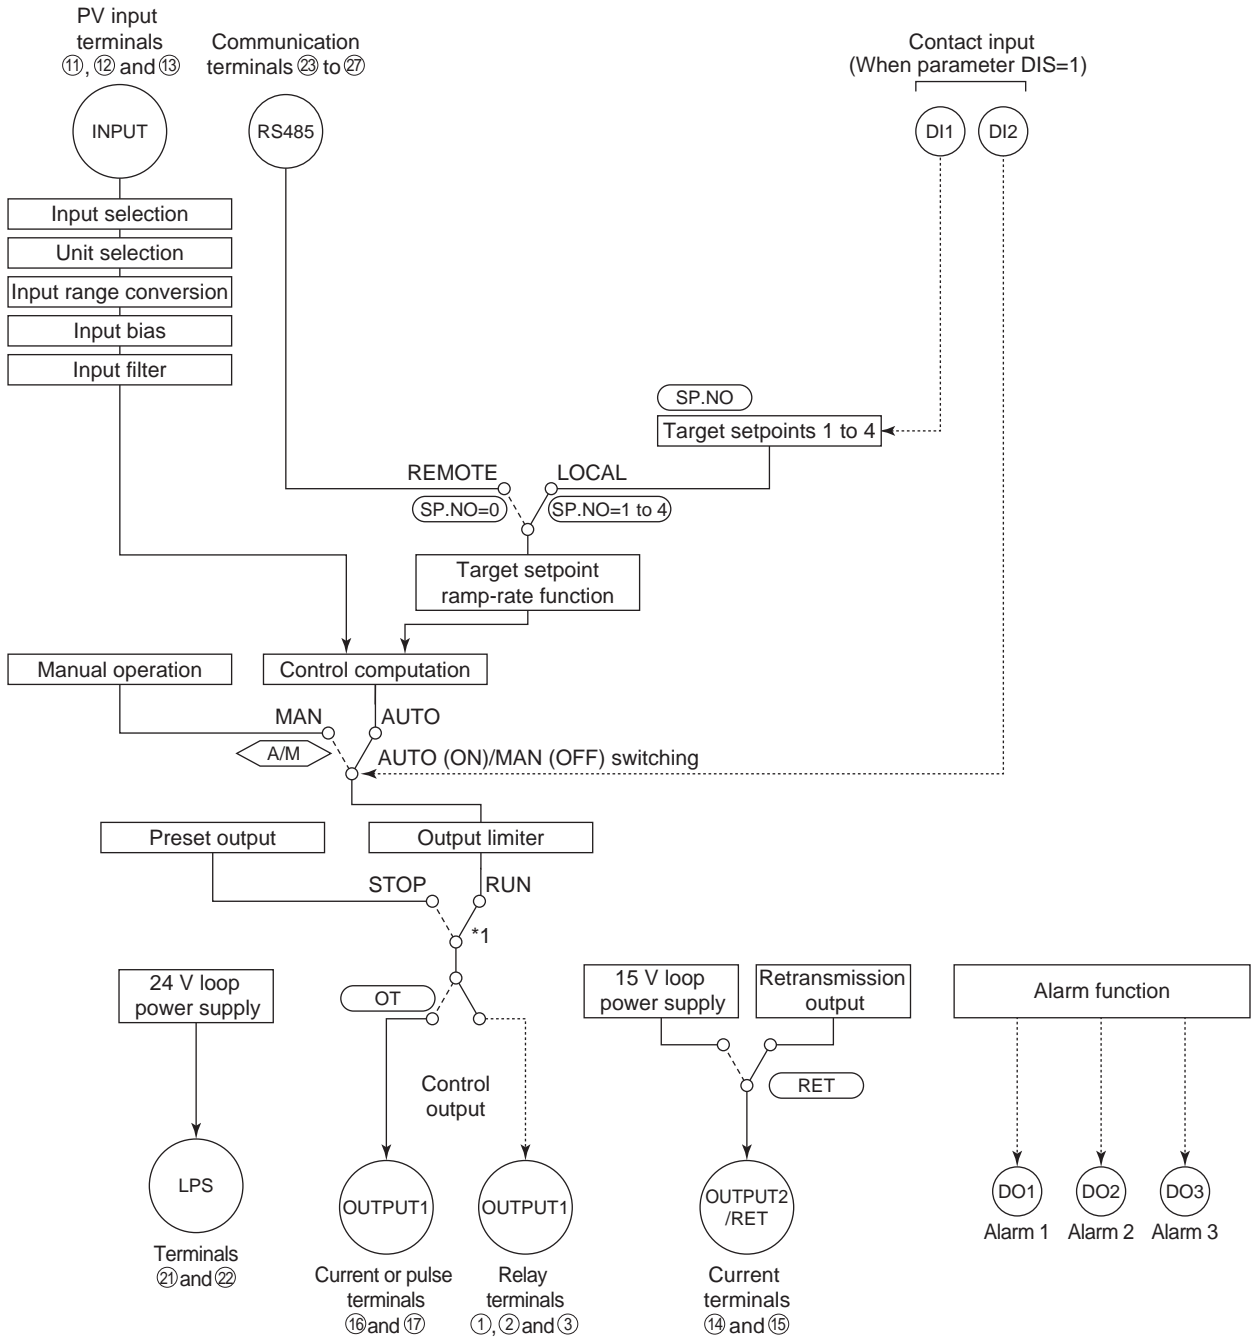 PV input
terminals
⑪, ⑫ and ⑬
Communication
terminals ㉓ to ㉗
Contact input
(When parameter DIS=1)
INPUT
RS485
DI1
DI2
Input selection
Unit selection
Input range conversion
Input bias
Input filter
SP.NO
Target setpoints 1 to 4
REMOTE
LOCAL
SP.NO=0
SP.NO=1 to 4
Target setpoint
ramp-rate function
Manual operation
Control computation
MAN
AUTO
A/M
AUTO (ON)/MAN (OFF) switching
Preset output
Output limiter
STOP
RUN
*1
24 V loop
power supply
OT
15 V loop
power supply
Retransmission
output
Alarm function
RET
Control
output
LPS
OUTPUT1
OUTPUT1
OUTPUT2
/RET
DO1
DO2
DO3
Alarm 1
Alarm 2
Alarm 3
Terminals
㉑ and ㉒
Current or pulse
terminals
⑯ and ⑰
Relay
terminals
①, ② and ③
Current
terminals
⑭ and ⑮